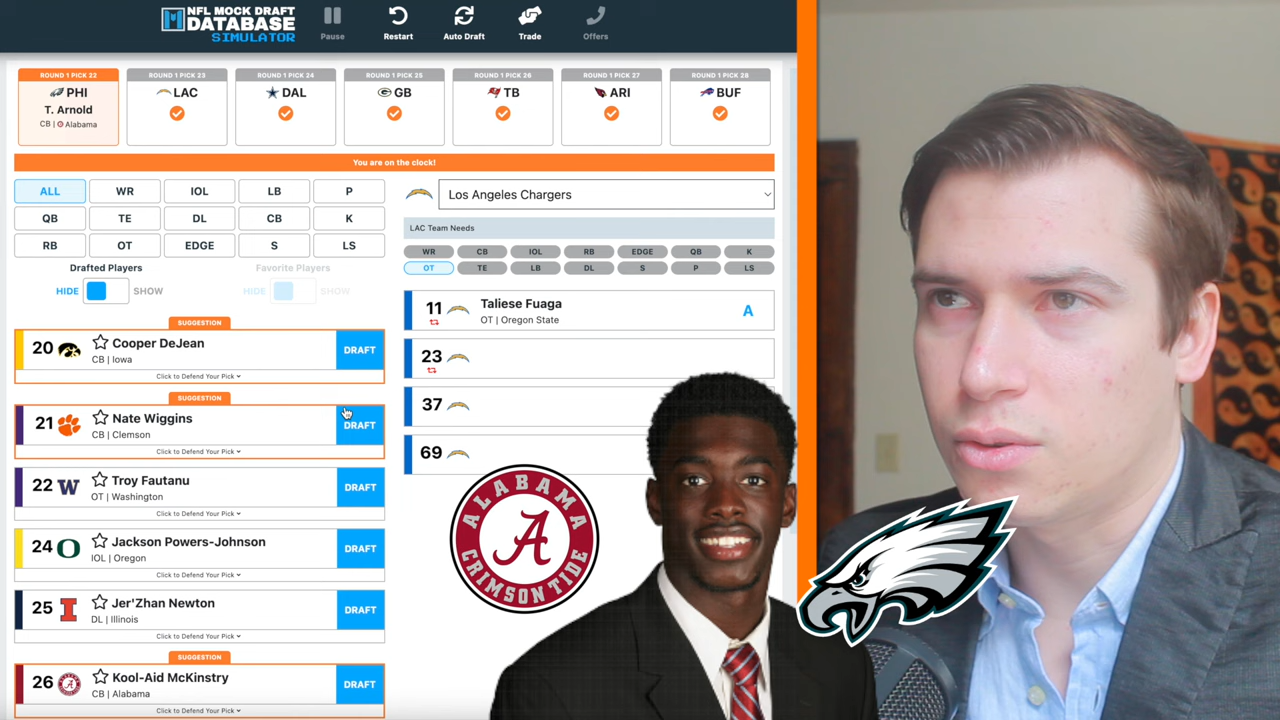 NFL MOCK DRAFT
DATABASE
SIMULATOR
Pause
Restart
Auto Draft
Trade
Offers
ROUND 1 PICK 22
PHI
T. Arnold
CB | Alabama
ROUND 1 PICK 23
LAC
ROUND 1 PICK 24
DAL
ROUND 1 PICK 25
GB
ROUND 1 PICK 26
TB
ROUND 1 PICK 27
ARI
ROUND 1 PICK 28
BUF
You are on the clock!
ALL WR IOL LB P
QB TE DL CB K
RB OT EDGE S LS
Drafted Players
HIDE SHOW
Favorite Players
HIDE SHOW
Los Angeles Chargers
LAC Team Needs
WR CB IOL RB EDGE QB K
OT TE LB DL S P LS
11 Taliese Fuaga A
OT | Oregon State
23
37
69
SUGGESTION
20 Cooper DeJean DRAFT
CB | Iowa
Click to Defend Your Pick
SUGGESTION
21 Nate Wiggins DRAFT
CB | Clemson
Click to Defend Your Pick
22 W Troy Fautanu DRAFT
OT | Washington
Click to Defend Your Pick
24 Jackson Powers-Johnson DRAFT
IOL | Oregon
Click to Defend Your Pick
25 I Jer'Zhan Newton DRAFT
DL | Illinois
Click to Defend Your Pick
SUGGESTION
26 Kool-Aid McKinstry DRAFT
CB | Alabama
Click to Defend Your Pick
ALABAMA
A
CRIMSON TIDE